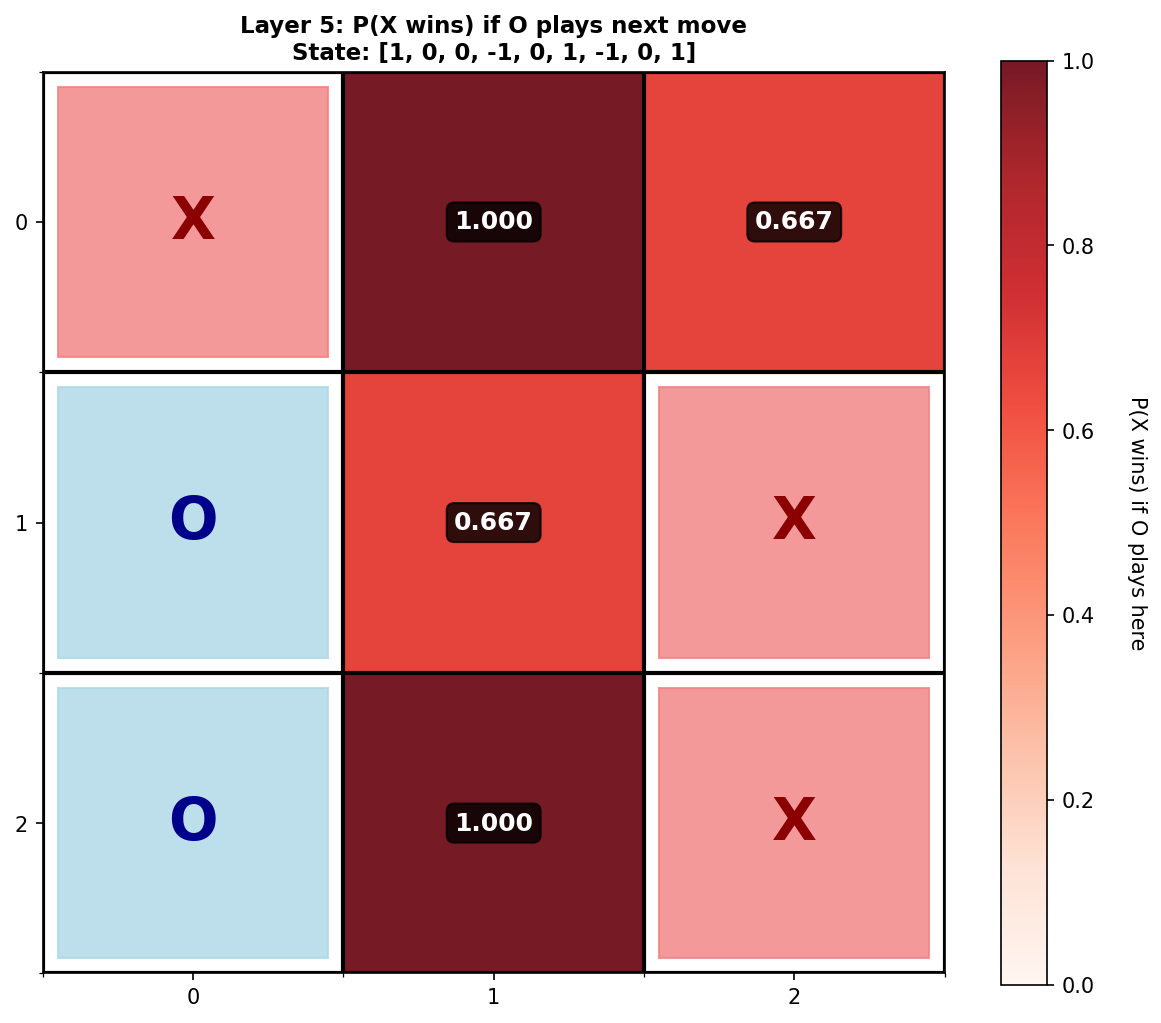 Layer 5: P(X wins) if O plays next move
State: [1, 0, 0, -1, 0, 1, -1, 0, 1]
0
X
1.000
0.667
1
O
0.667
X
2
O
1.000
X
0
1
2
1.0
0.8
0.6
0.4
0.2
0.0
P(X wins) if O plays here